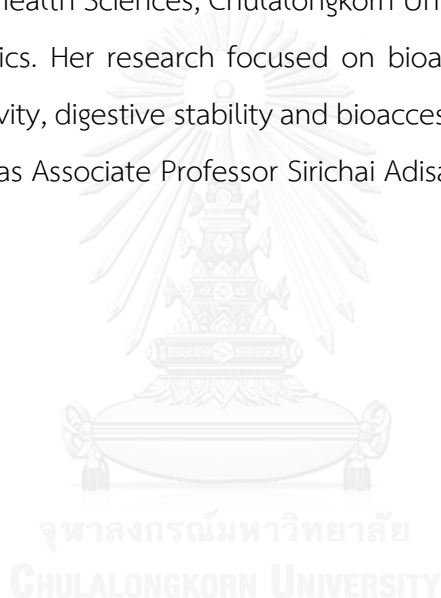 Health Sciences, Chulalongkorn Un
ics. Her research focused on bioa
vity, digestive stability and bioacces
as Associate Professor Sirichai Adisa
จุฬาลงกรณ์มหาวิทยาลัย
CHULALONGKORN UNIVERSITY